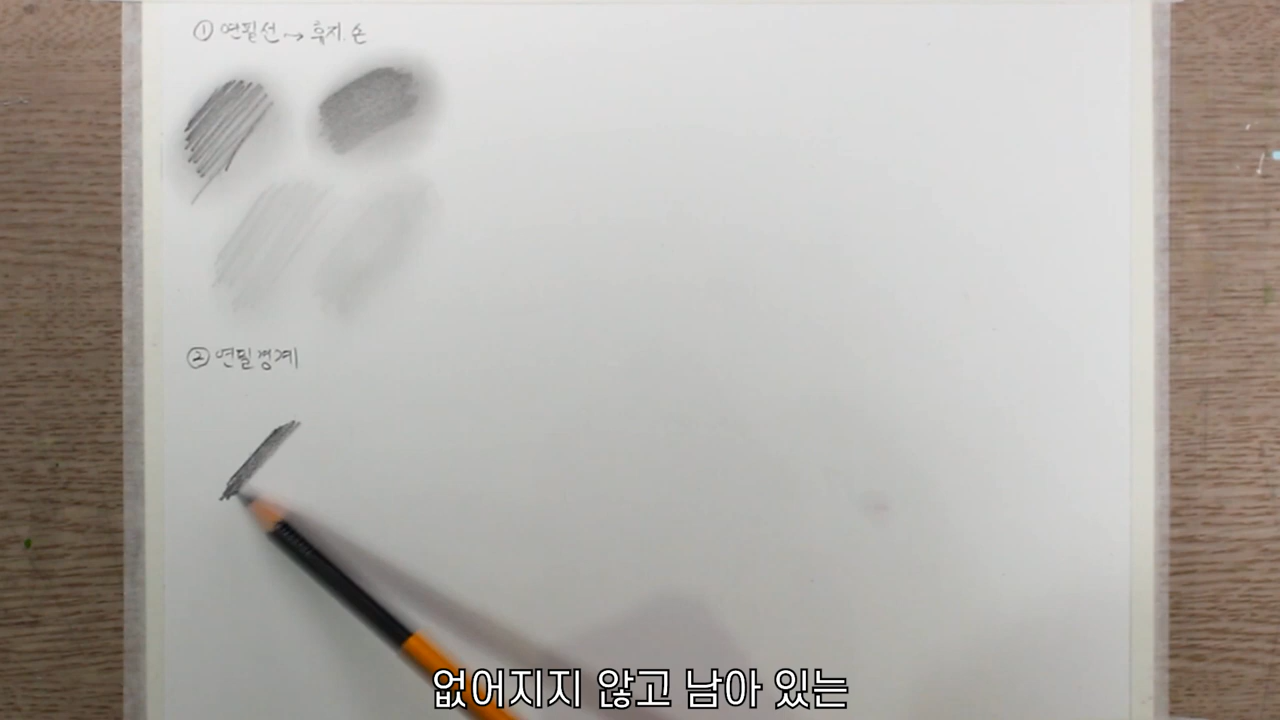 ① 연필선 → 휴지. 손
② 연필경계
없어지지 않고 남아 있는